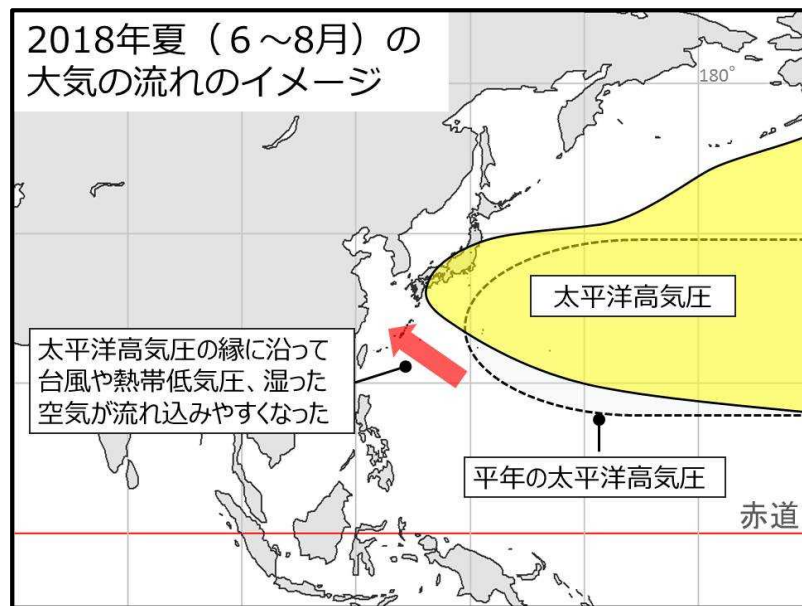 2018年夏（６～8月）の
大気の流れのイメージ
180°
太平洋高気圧
太平洋高気圧の縁に沿って
台風や熱帯低気圧、湿った
空気が流れ込みやすくなった
平年の太平洋高気圧
赤道